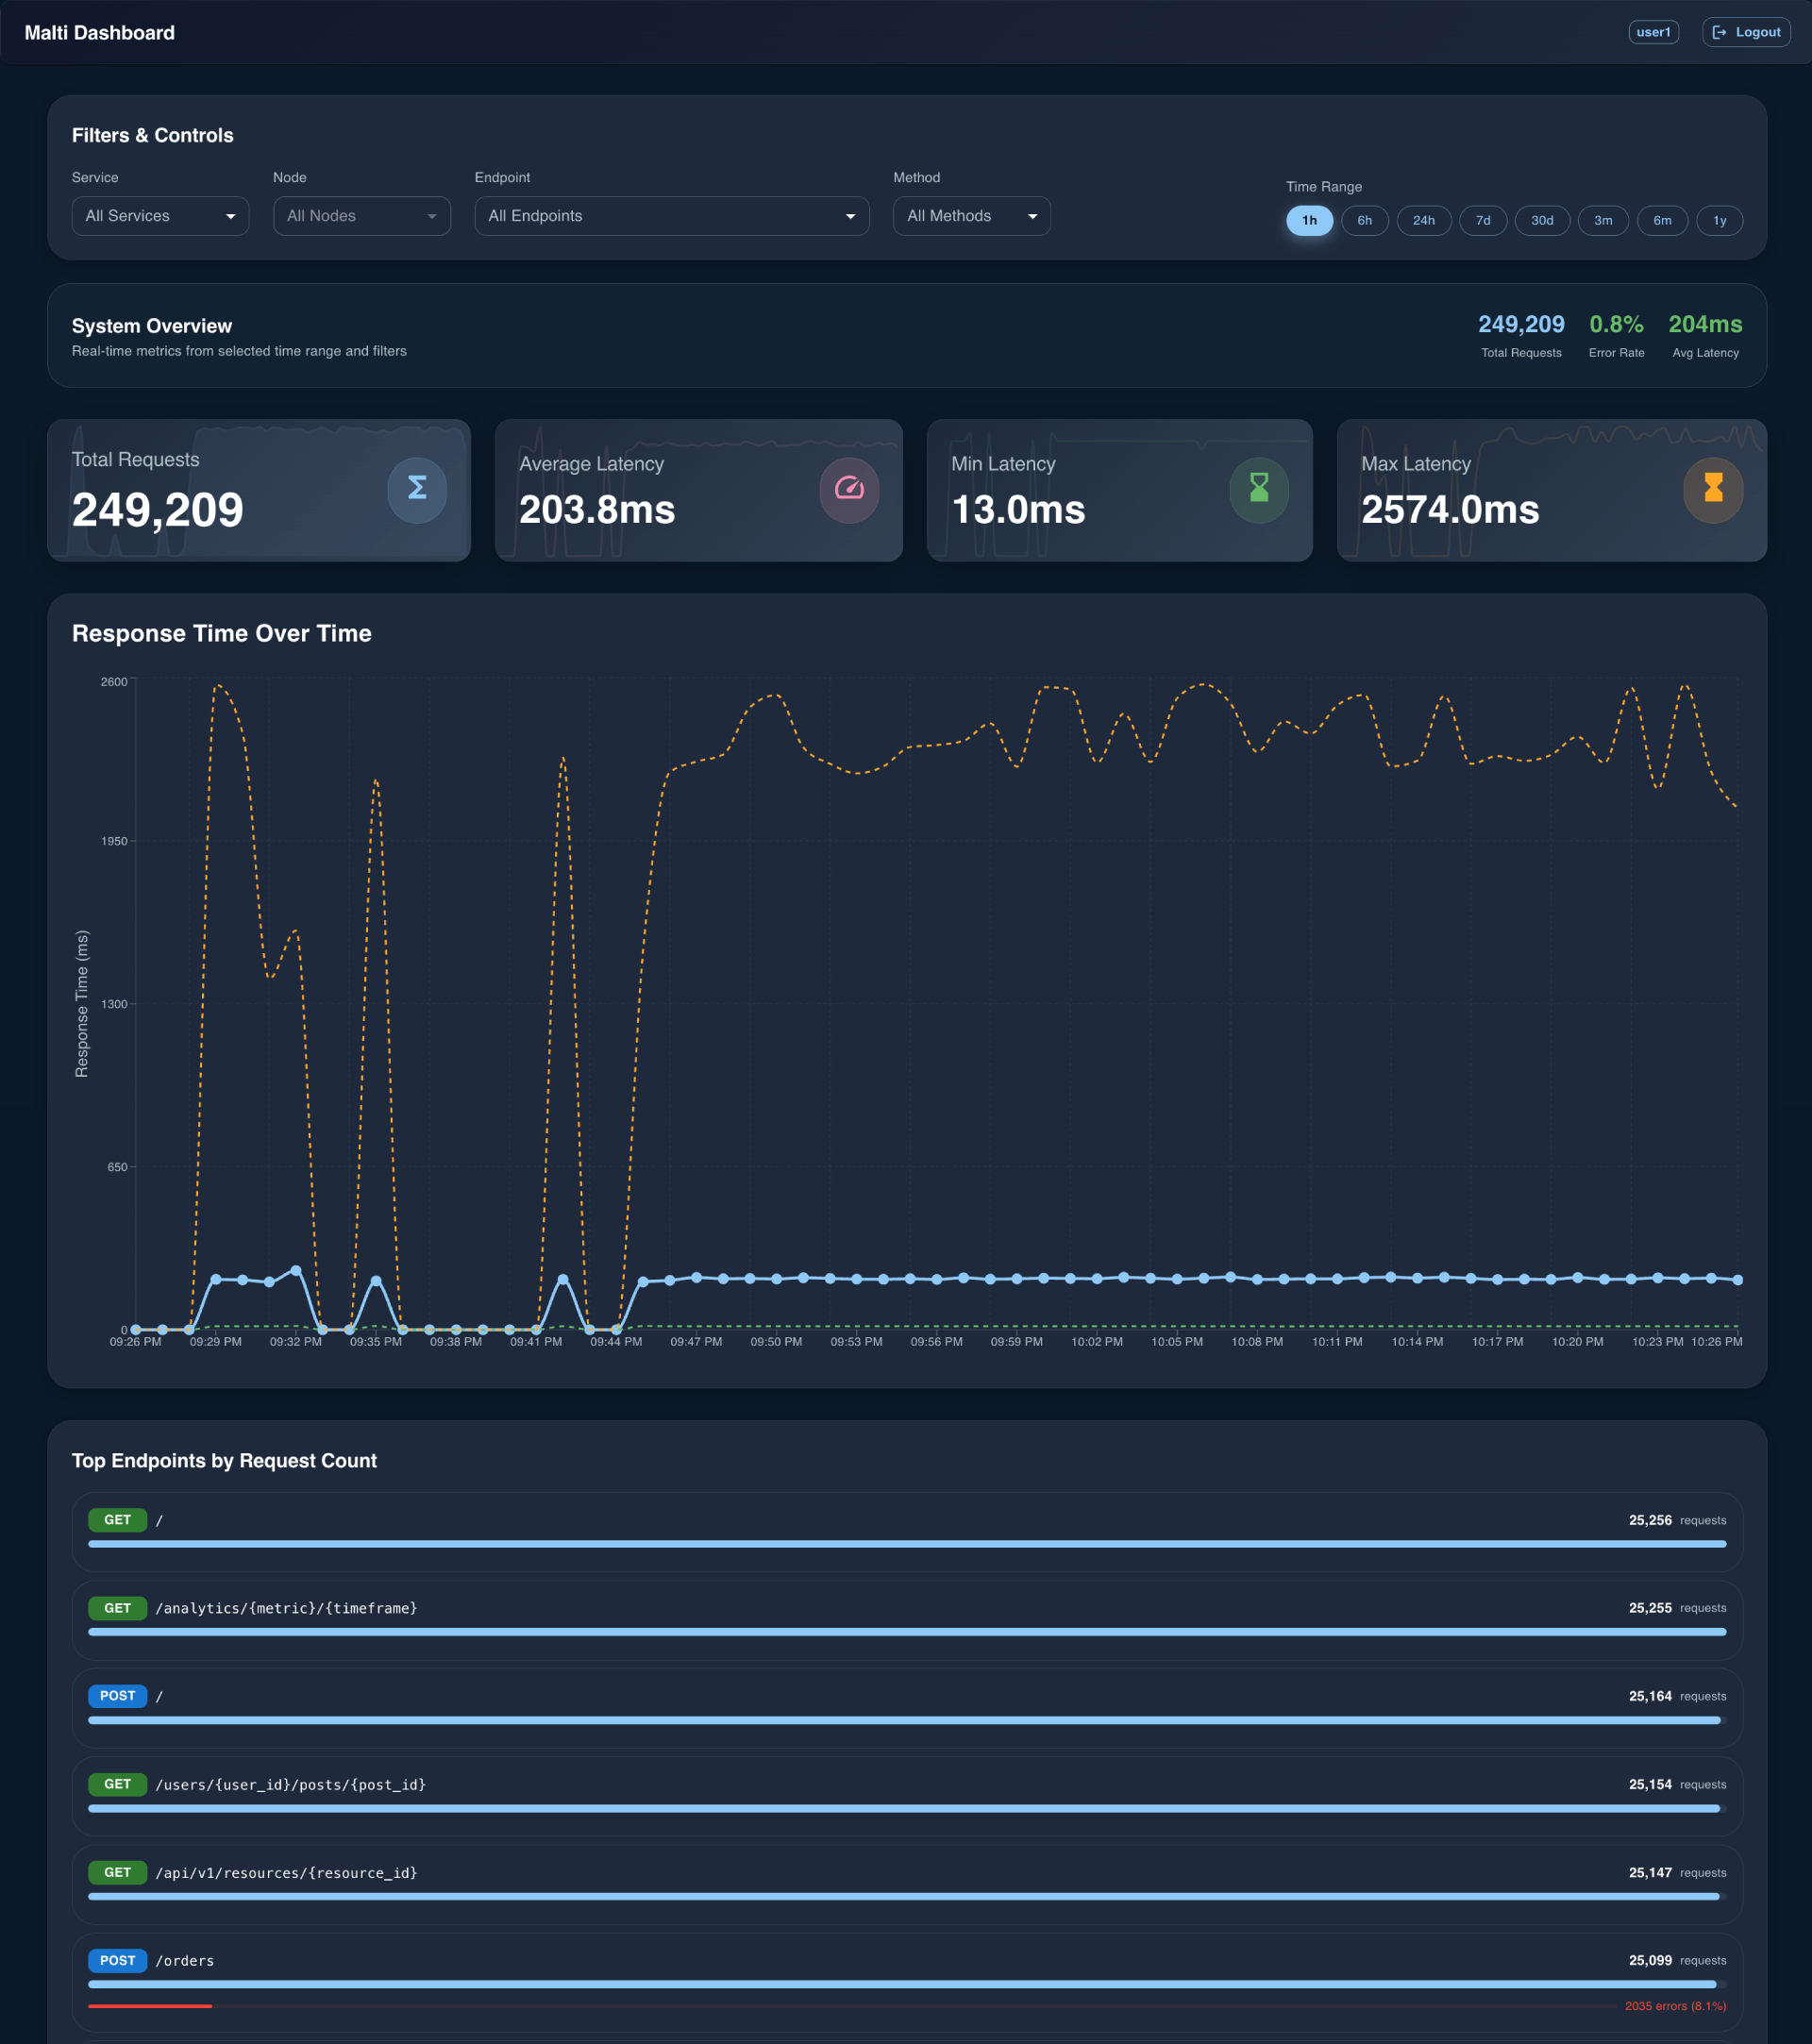 Malti Dashboard
user1
Logout
Filters & Controls
Service
Node
Endpoint
Method
Time Range
All Services
All Nodes
All Endpoints
All Methods
1h
6h
24h
7d
30d
3m
6m
1y
System Overview
Real-time metrics from selected time range and filters
249,209
Total Requests
0.8%
Error Rate
204ms
Avg Latency
Total Requests
249,209
Average Latency
203.8ms
Min Latency
13.0ms
Max Latency
2574.0ms
Response Time Over Time
Response Time (ms)
2600
1950
1300
650
0
09:26 PM
09:29 PM
09:32 PM
09:35 PM
09:38 PM
09:41 PM
09:44 PM
09:47 PM
09:50 PM
09:53 PM
09:56 PM
09:59 PM
10:02 PM
10:05 PM
10:08 PM
10:11 PM
10:14 PM
10:17 PM
10:20 PM
10:23 PM
10:26 PM
Top Endpoints by Request Count
GET / 25,256 requests
GET /analytics/{metric}/{timeframe} 25,255 requests
POST / 25,164 requests
GET /users/{user_id}/posts/{post_id} 25,154 requests
GET /api/v1/resources/{resource_id} 25,147 requests
POST /orders 25,099 requests
2035 errors (8.1%)